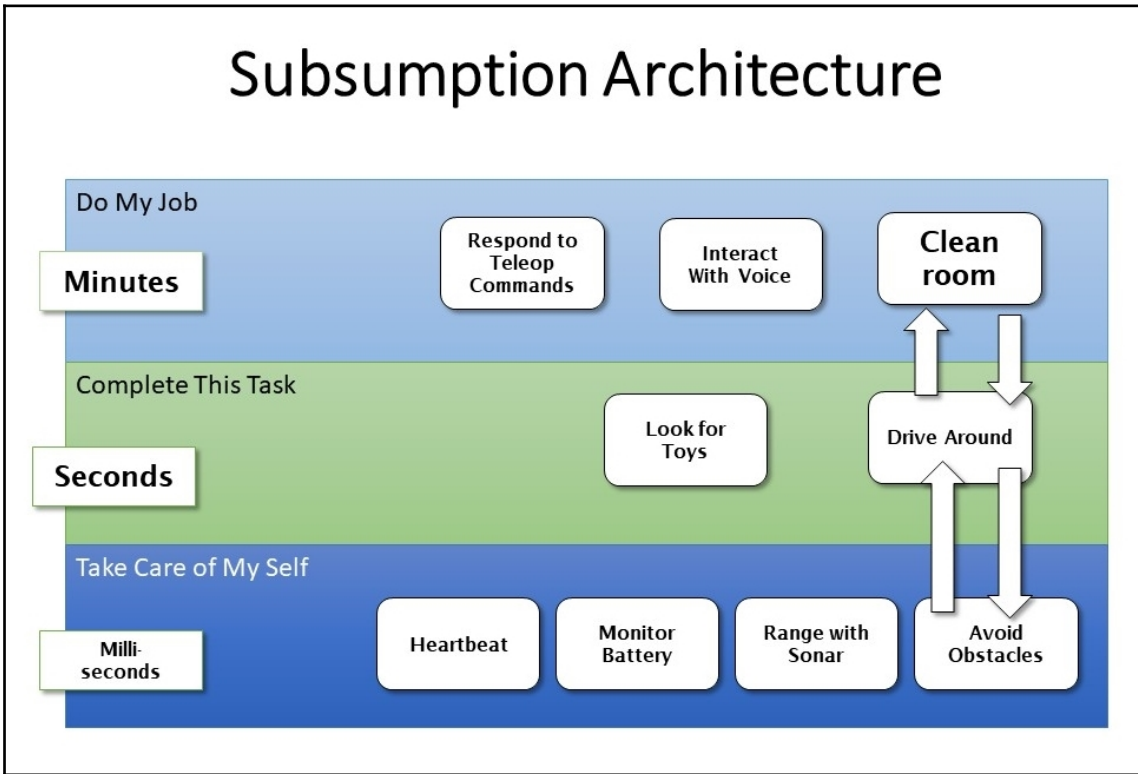 Subsumption Architecture
Do My Job
Minutes
Respond to
Teleop
Commands
Interact
With Voice
Clean
room
Complete This Task
Seconds
Look for
Toys
Drive Around
Take Care of My Self
Milli-
seconds
Heartbeat
Monitor
Battery
Range with
Sonar
Avoid
Obstacles